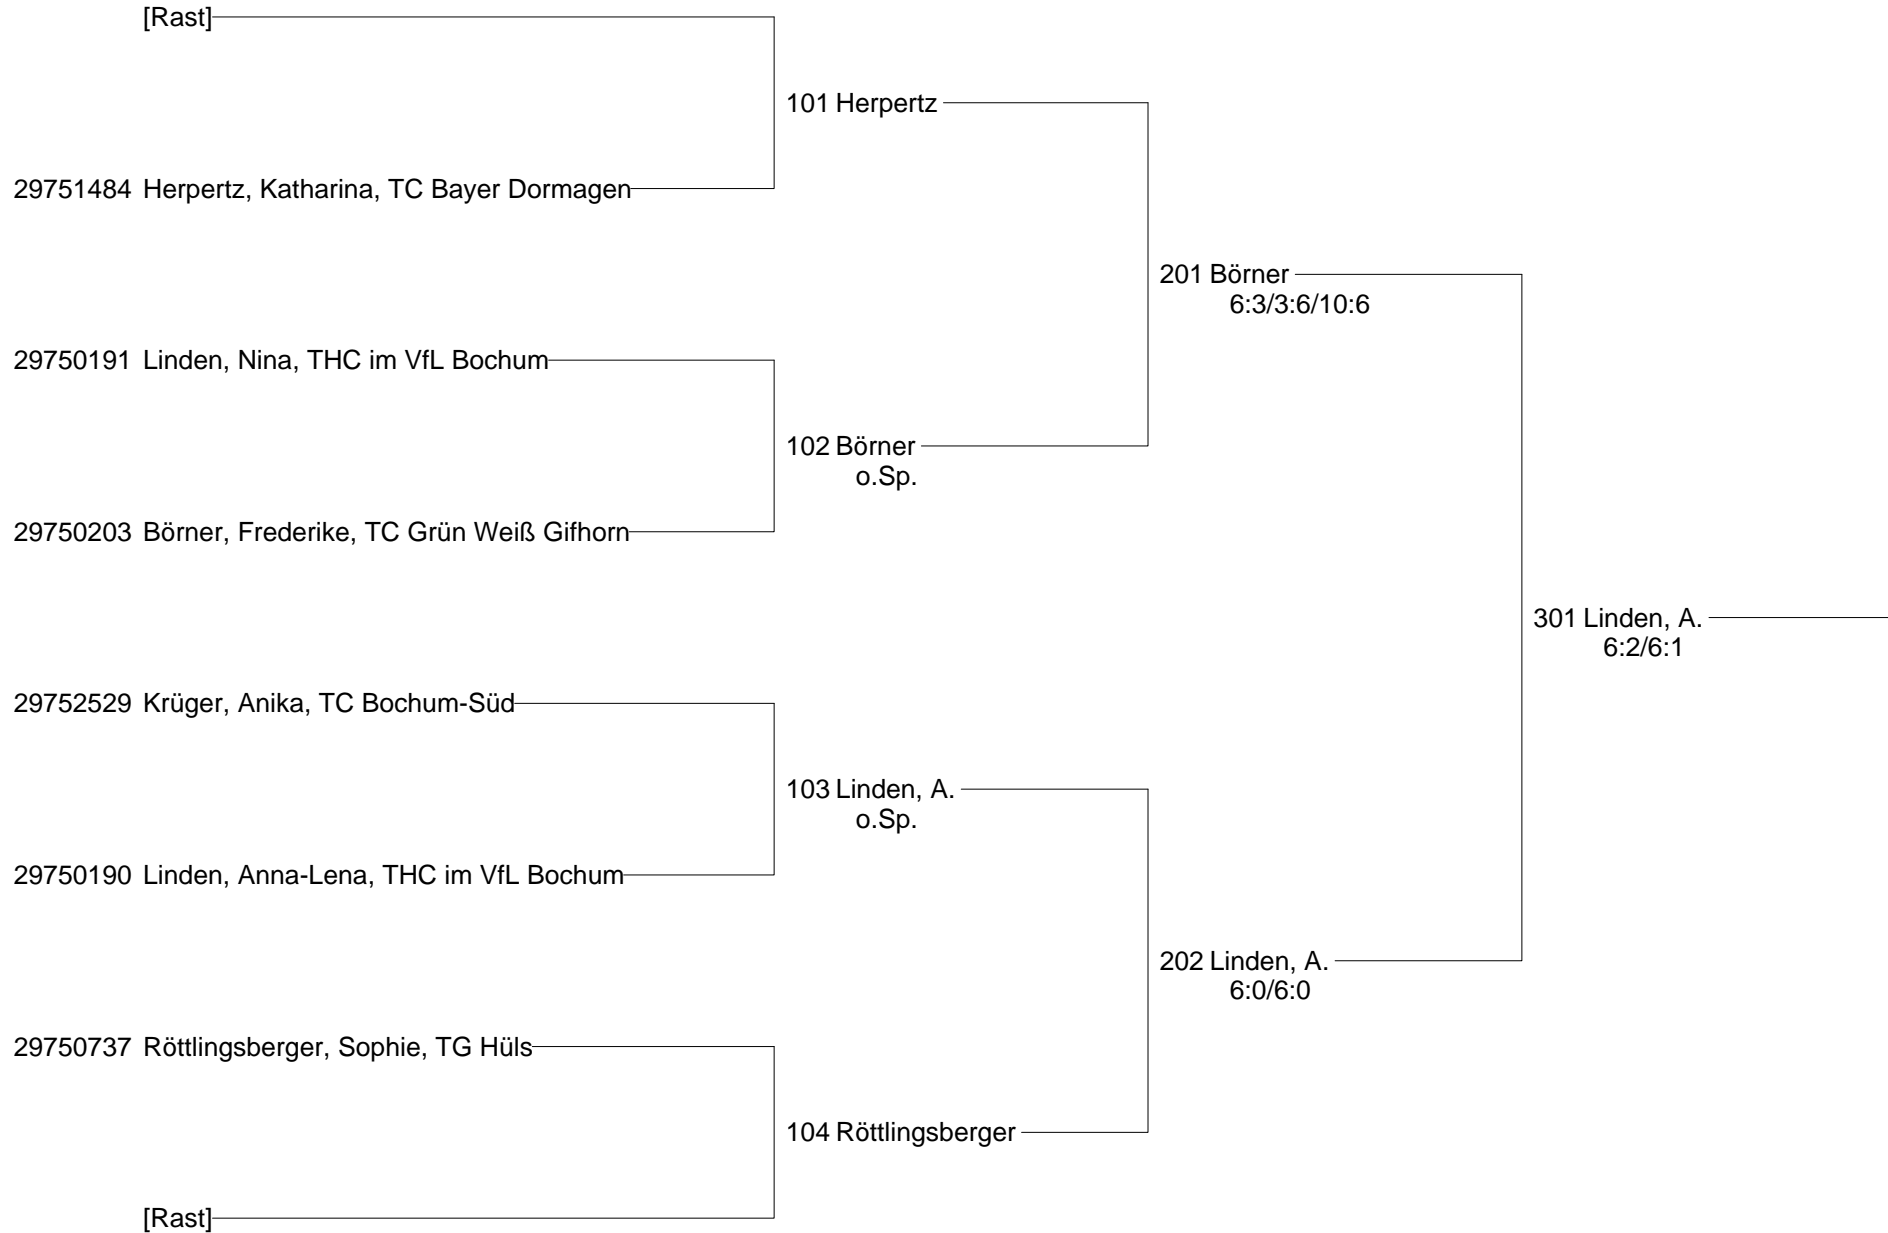 [Rast]
101 Herpertz
29751484 Herpertz, Katharina, TC Bayer Dormagen
201 Börner
6:3/3:6/10:6
29750191 Linden, Nina, THC im VfL Bochum
102 Börner
o.Sp.
29750203 Börner, Frederike, TC Grün Weiß Gifhorn
301 Linden, A.
6:2/6:1
29752529 Krüger, Anika, TC Bochum-Süd
103 Linden, A.
o.Sp.
29750190 Linden, Anna-Lena, THC im VfL Bochum
202 Linden, A.
6:0/6:0
29750737 Röttlingsberger, Sophie, TG Hüls
104 Röttlingsberger
[Rast]